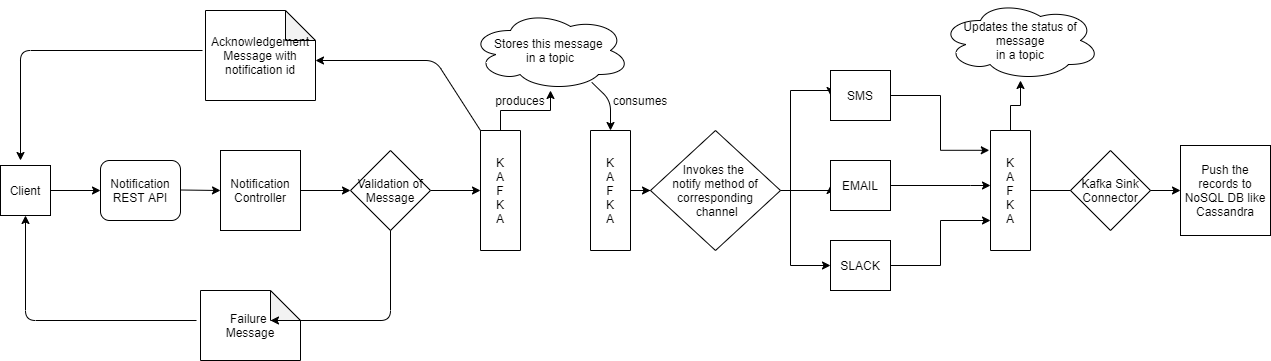 Acknowledgement
Message with
notification id
Stores this message
in a topic
Updates the status of
message
in a topic
produces
consumes
Client
Notification
REST API
Notification
Controller
Validation of
Message
K
A
F
K
A
K
A
F
K
A
Invokes the
notify method of
corresponding
channel
SMS
EMAIL
SLACK
K
A
F
K
A
Kafka Sink
Connector
Push the
records to
NoSQL DB like
Cassandra
Failure
Message